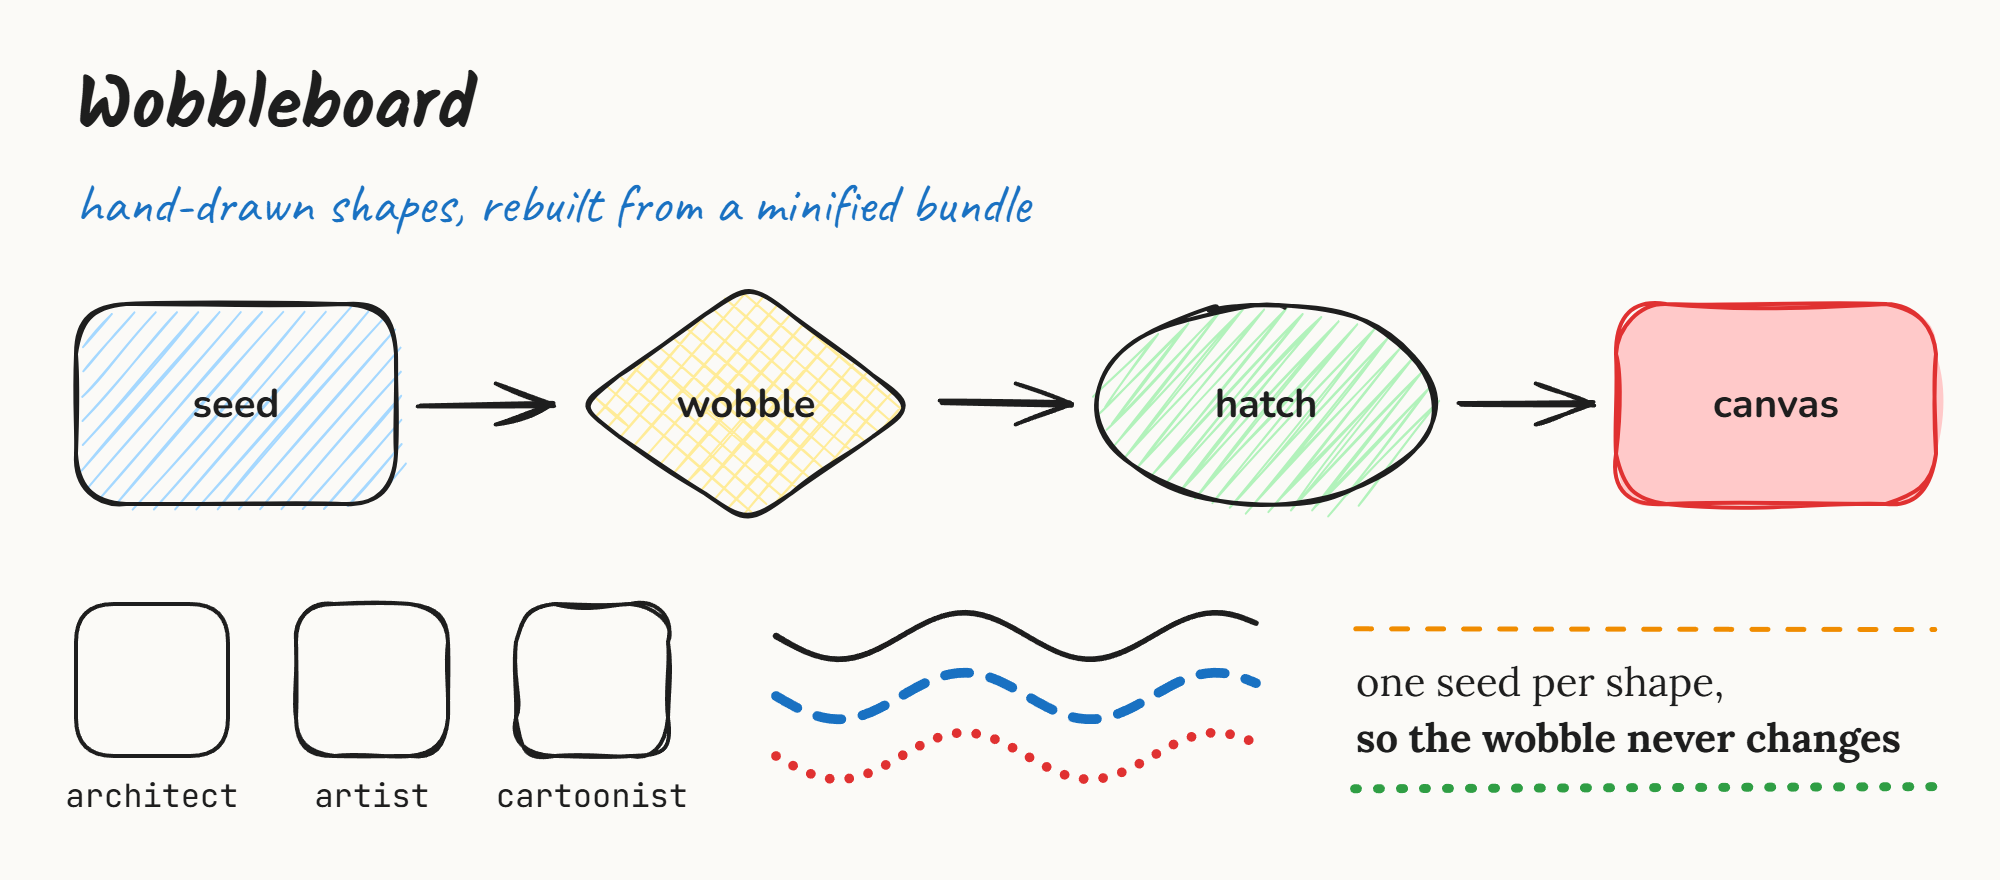 Wobbleboard
hand-drawn shapes, rebuilt from a minified bundle
seed
wobble
hatch
canvas
architect
artist
cartoonist
one seed per shape,
so the wobble never changes